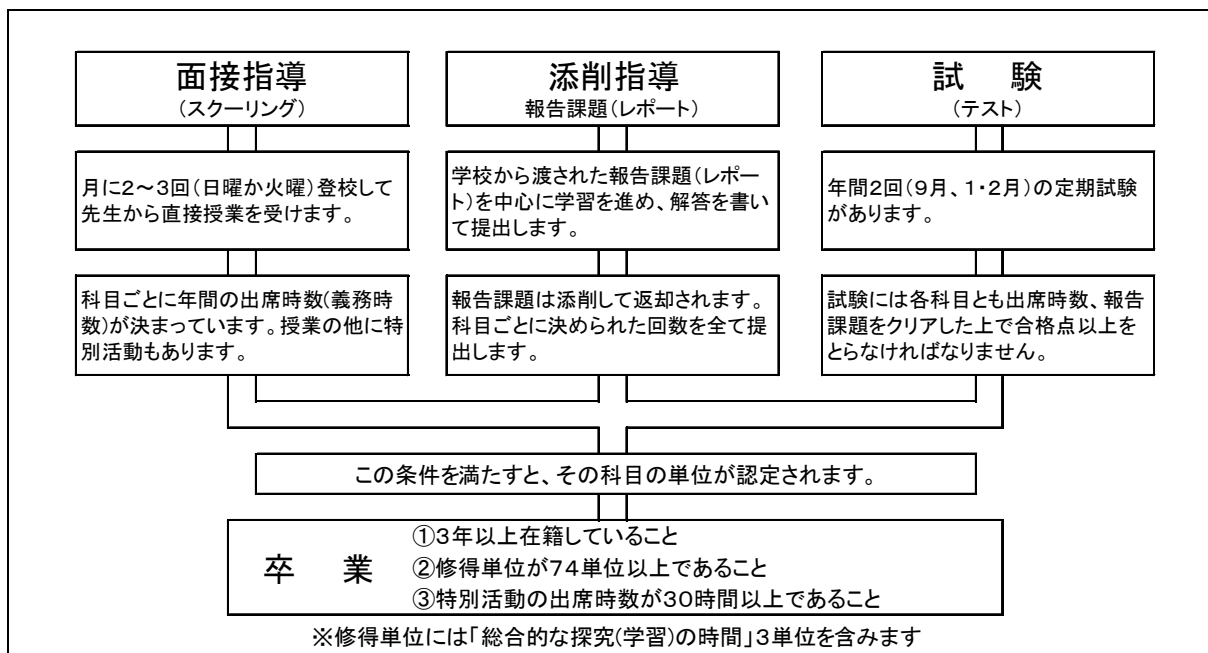 面接指導
(スクーリング)
月に2～3回(日曜か火曜)登校して
先生から直接授業を受けます。
科目ごとに年間の出席時数(義務時
数)が決まっています。授業の他に特
別活動もあります。
添削指導
報告課題(レポート)
学校から渡された報告課題(レポー
ト)を中心に学習を進め、解答を書い
て提出します。
報告課題は添削して返却されます。
科目ごとに決められた回数を全て提
出します。
試　験
(テスト)
年間2回(9月、1・2月)の定期試験
があります。
試験には各科目とも出席時数、報告
課題をクリアした上で合格点以上を
とらなければなりません。
この条件を満たすと、その科目の単位が認定されます。
卒　業
①3年以上在籍していること
②修得単位が74単位以上であること
③特別活動の出席時数が30時間以上であること
※修得単位には「総合的な探究(学習)の時間」3単位を含みます